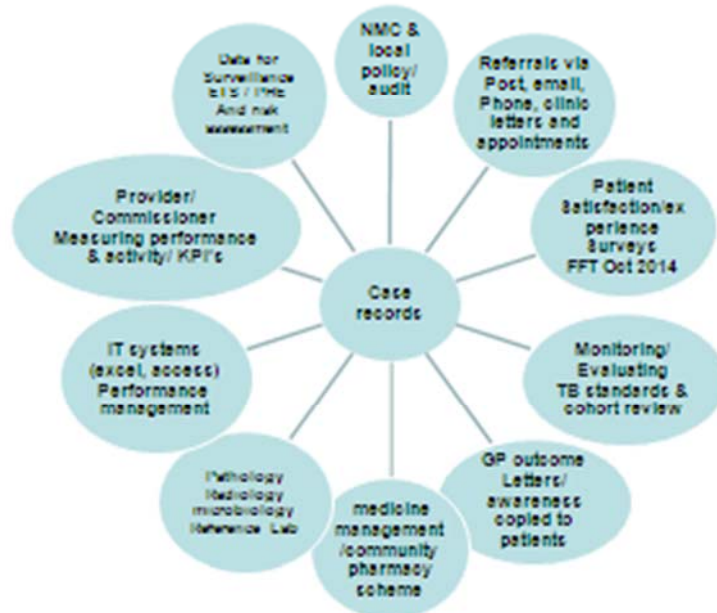 NMC &
local
policy/
audit
Referrals via
Post, email,
Phone, clinic
letters and
appointments
Patient
Satisfaction/ex
perience
Surveys
FFT Oct 2014
Monitoring/
Evaluating
TB standards &
cohort review
GP outcome
Letters/
awareness
copied to
patients
medicine
management
/community
pharmacy
scheme
Pathology
Radiology
microbiology
Reference Lab
IT systems
(excel, access)
Performance
management
Provider/
Commissioner
Measuring performance
& activity/ KPI's
Data for
Surveillance
ETS / PHE
And risk
assessment
Case
records